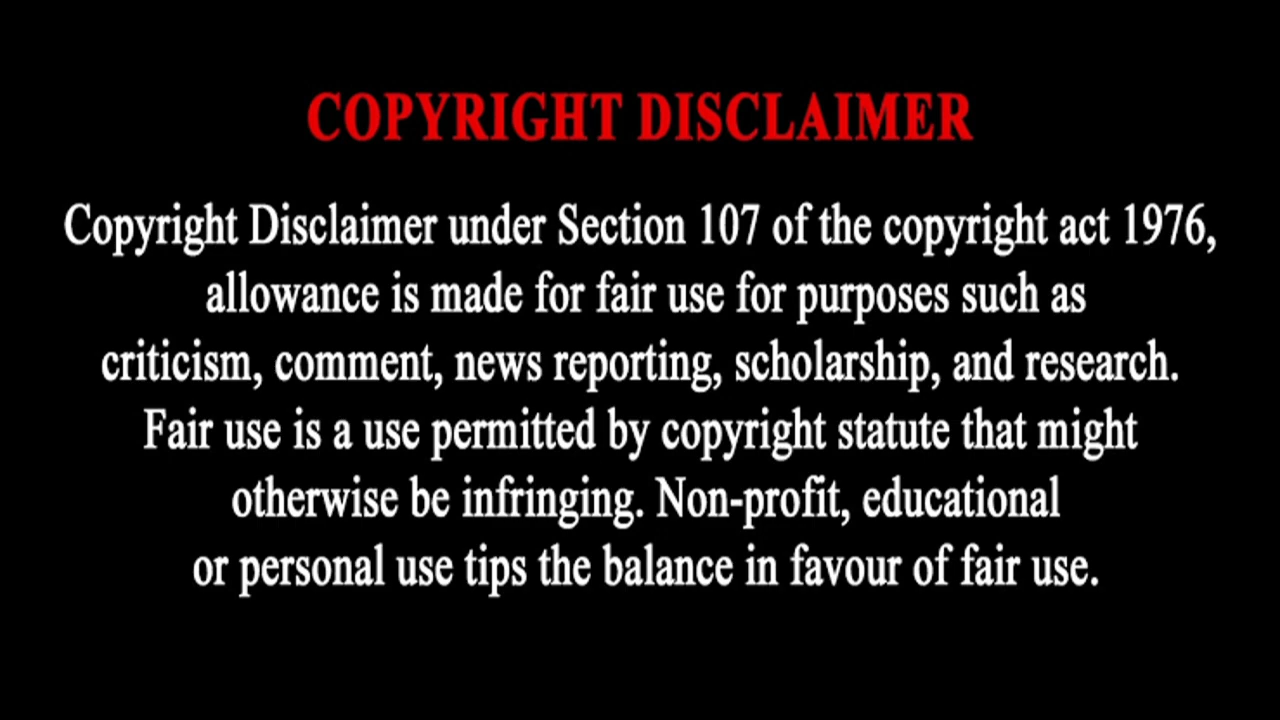 COPYRIGHT DISCLAIMER
Copyright Disclaimer under Section 107 of the copyright act 1976,
allowance is made for fair use for purposes such as
criticism, comment, news reporting, scholarship, and research.
Fair use is a use permitted by copyright statute that might
otherwise be infringing. Non-profit, educational
or personal use tips the balance in favour of fair use.